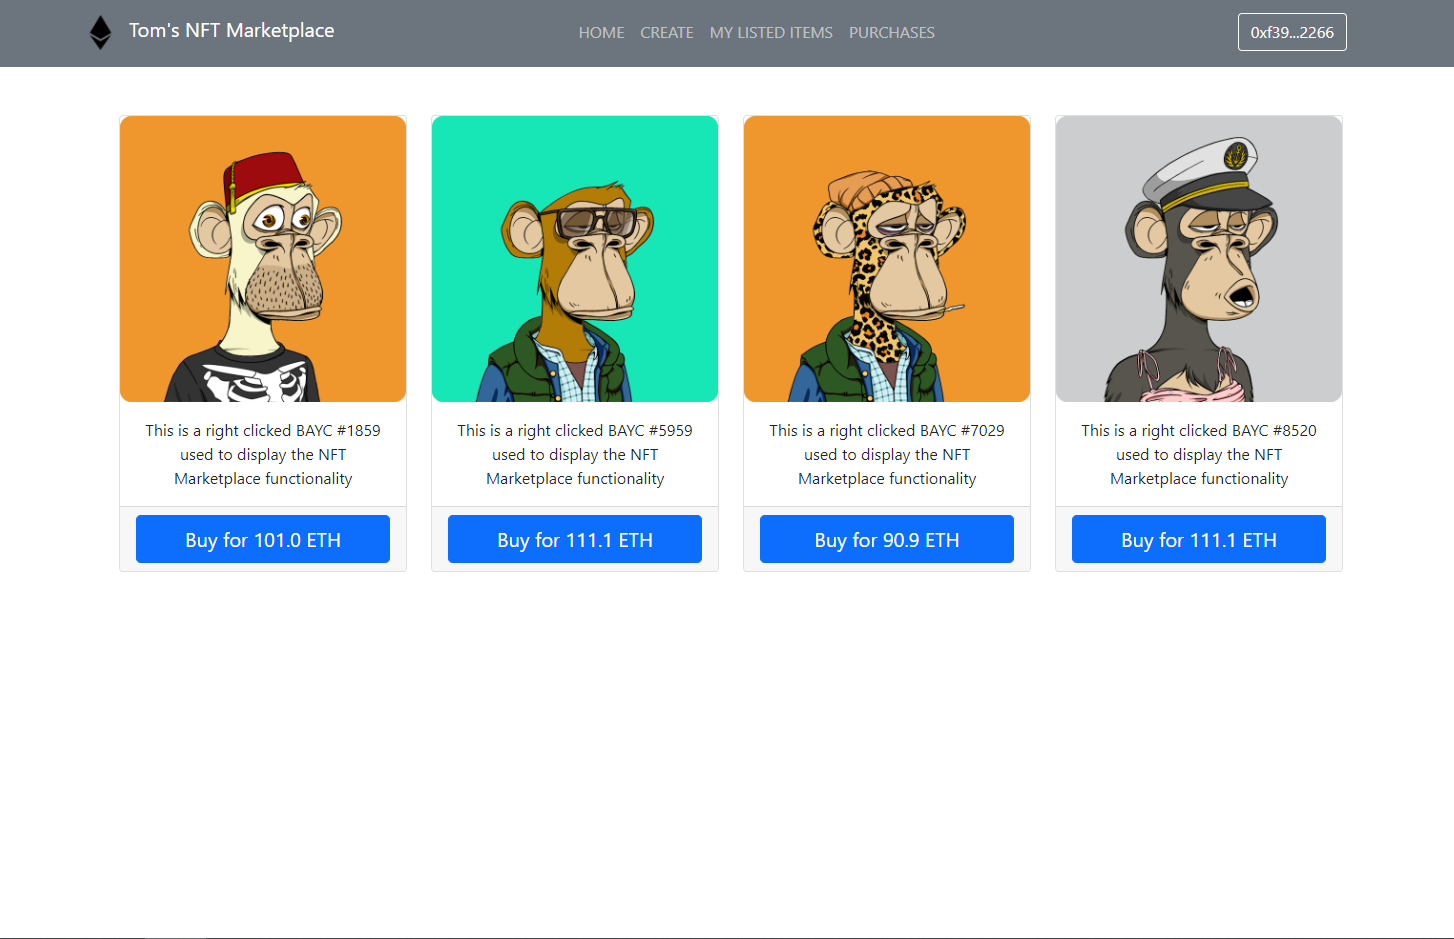 Tom's NFT Marketplace
HOME CREATE MY LISTED ITEMS PURCHASES
0xf39...2266
This is a right clicked BAYC #1859
used to display the NFT
Marketplace functionality
Buy for 101.0 ETH
This is a right clicked BAYC #5959
used to display the NFT
Marketplace functionality
Buy for 111.1 ETH
This is a right clicked BAYC #7029
used to display the NFT
Marketplace functionality
Buy for 90.9 ETH
This is a right clicked BAYC #8520
used to display the NFT
Marketplace functionality
Buy for 111.1 ETH